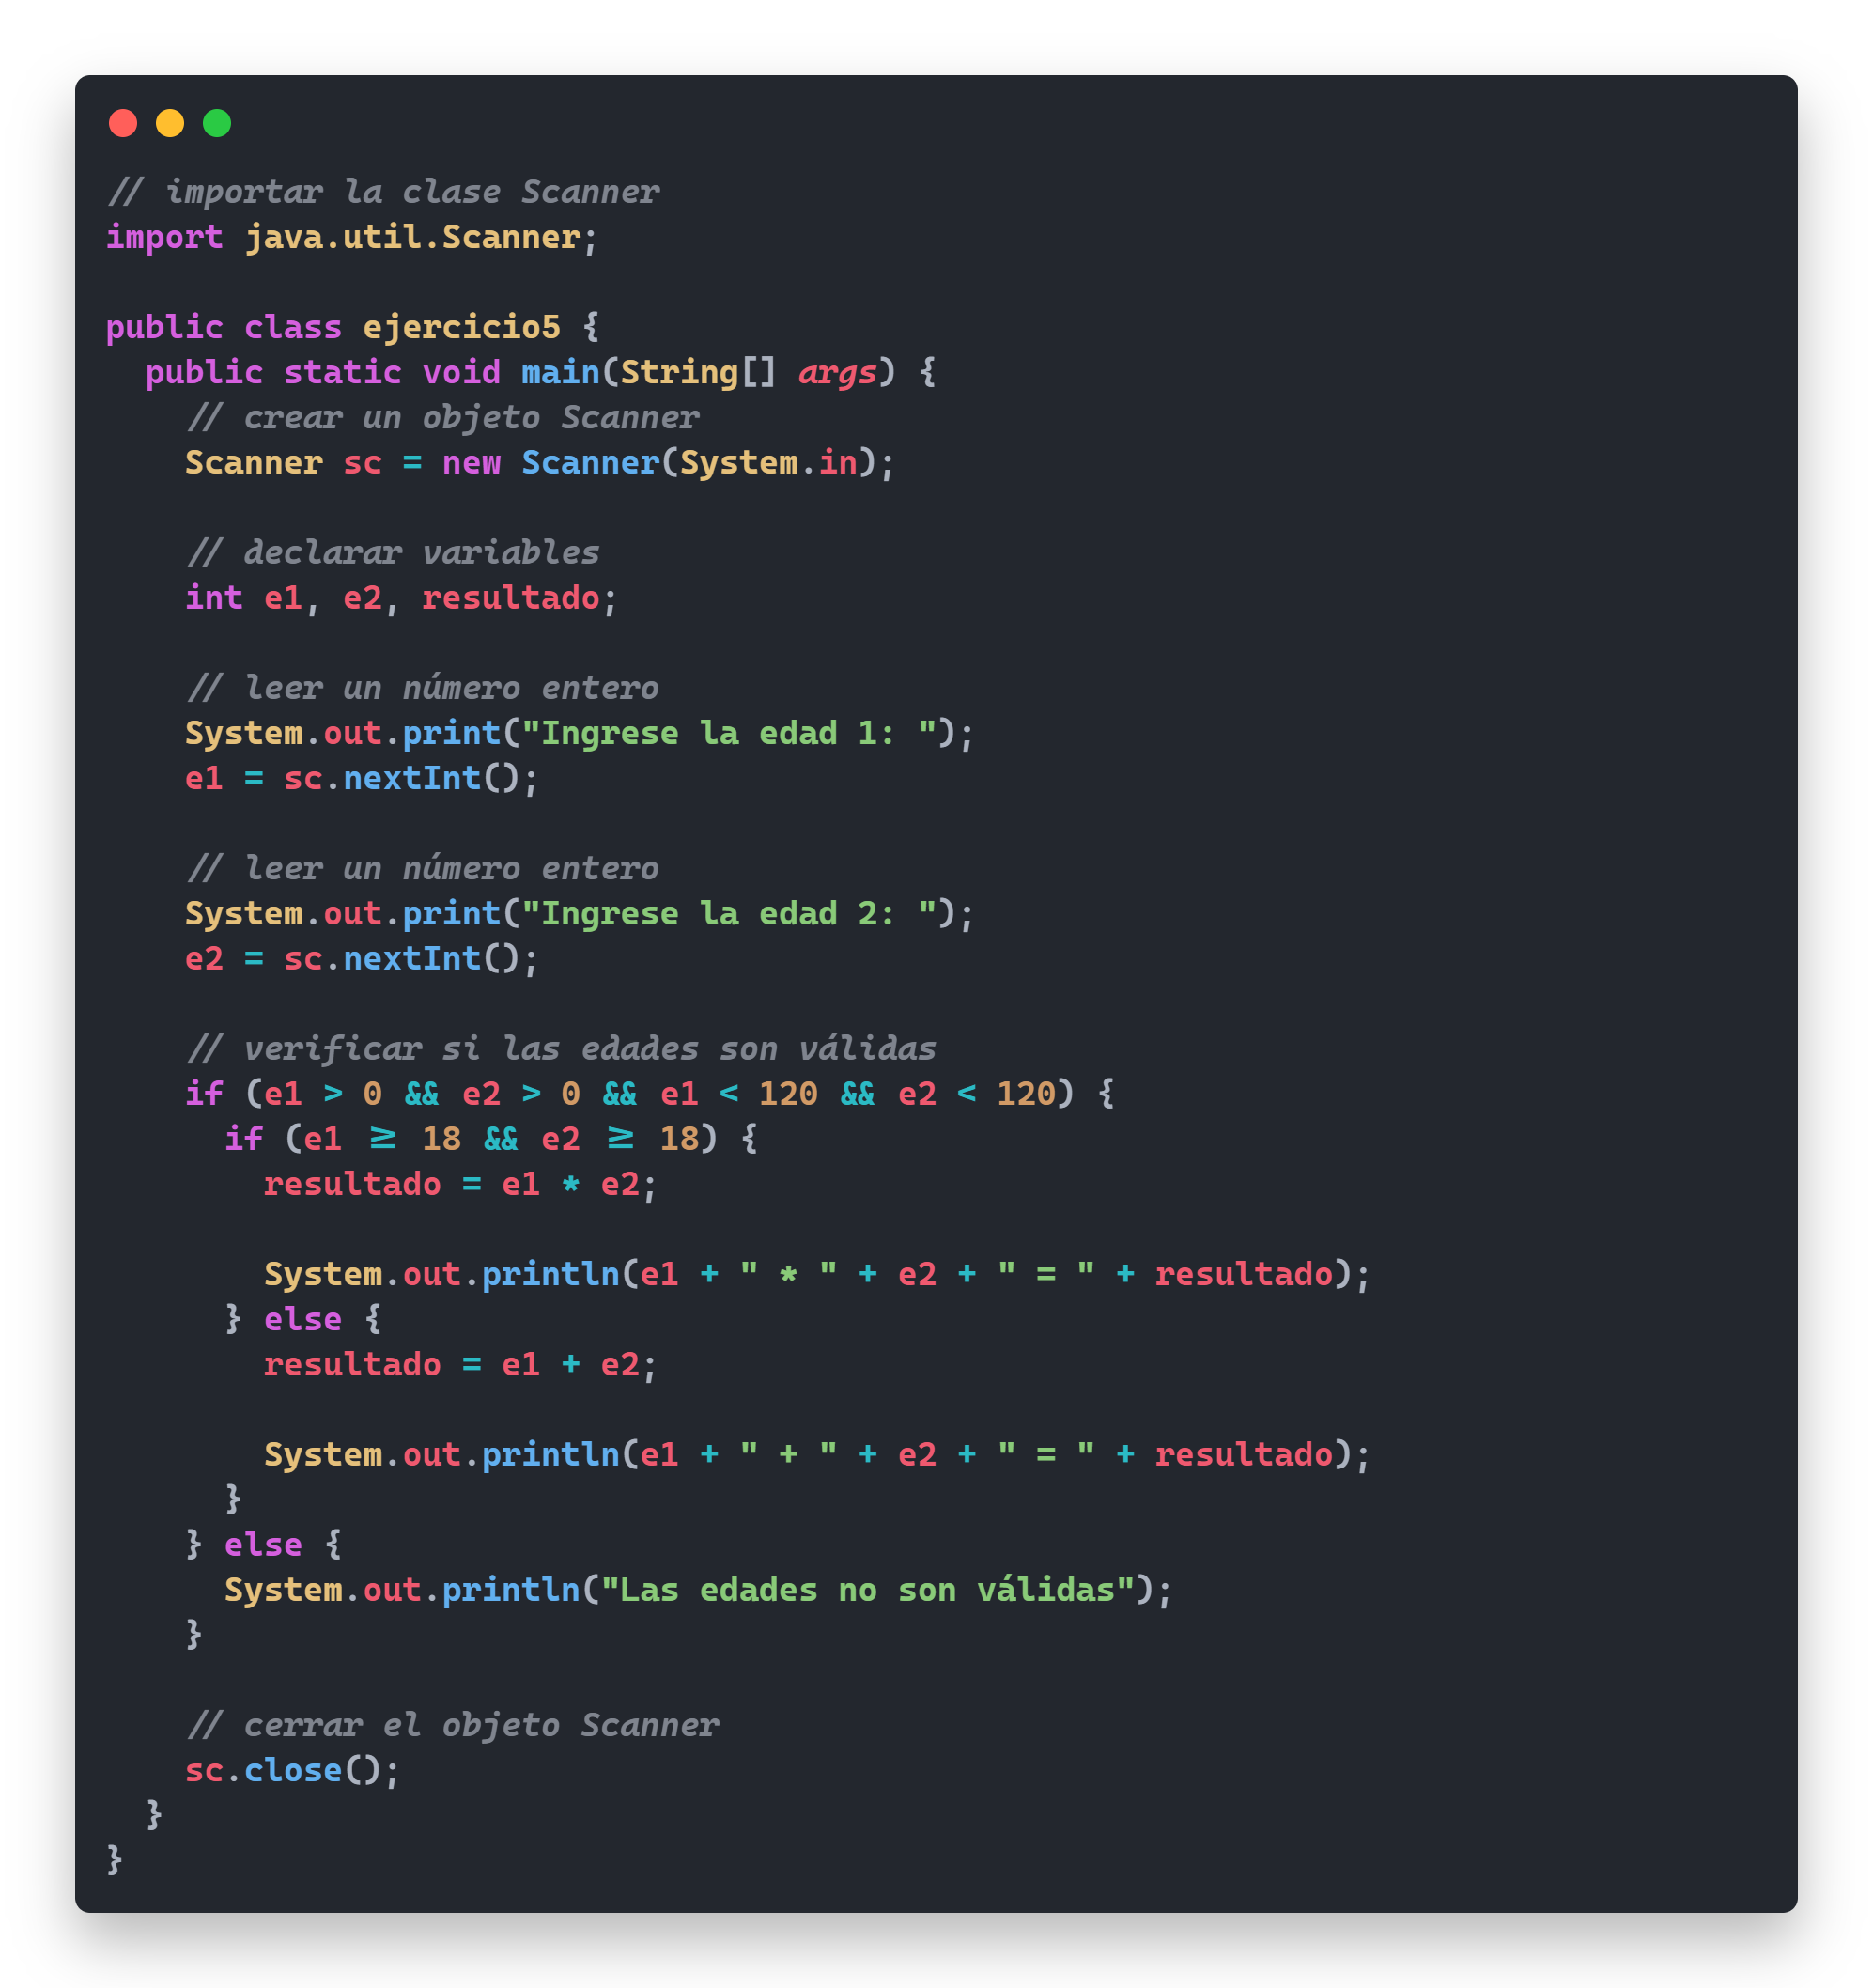 // importar la clase Scanner
import java.util.Scanner;
public class ejercicio5 {
public static void main(String[] args) {
// crear un objeto Scanner
Scanner sc = new Scanner(System.in);
// declarar variables
int e1, e2, resultado;
// leer un número entero
System.out.print("Ingrese la edad 1: ");
e1 = sc.nextInt();
// leer un número entero
System.out.print("Ingrese la edad 2: ");
e2 = sc.nextInt();
// verificar si las edades son válidas
if (e1 > 0 && e2 > 0 && e1 < 120 && e2 < 120) {
if (e1 ≥ 18 && e2 ≥ 18) {
resultado = e1 * e2;
System.out.println(e1 + " * " + e2 + " = " + resultado);
} else {
resultado = e1 + e2;
System.out.println(e1 + " + " + e2 + " = " + resultado);
}
} else {
System.out.println("Las edades no son válidas");
}
// cerrar el objeto Scanner
sc.close();
}
}